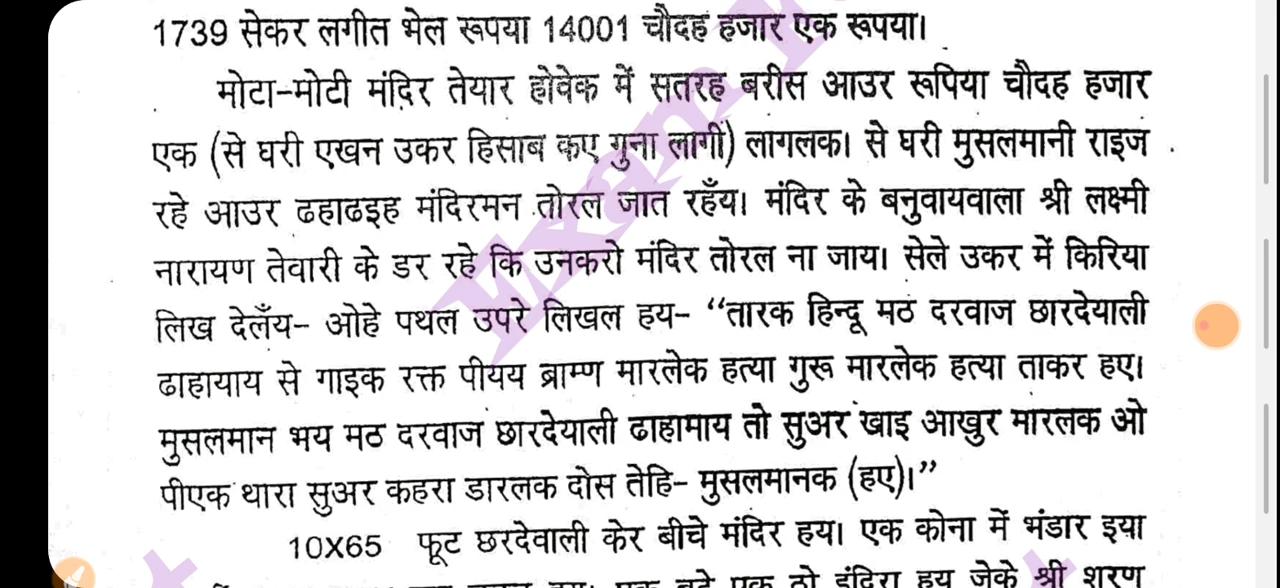 1739 सेकर लगीत भेल रूपया 14001 चौदह हजार एक रूपया।
मोटा-मोटी मंदिर तेयार होवेक में सतरह बरीस आउर रूपिया चौदह हजार
एक (से घरी एखन उकर हिसाब कए गुना लागी) लागलक। से घरी मुसलमानी राइज
रहे आउर ढहाढइह मंदिरमन तोरल जात रहँय। मंदिर के बनुवायवाला श्री लक्ष्मी
नारायण तेवारी के डर रहे कि उनकरो मंदिर तोरल ना जाय। सेले उकर में किरिया
लिख देलँय- ओहे पथल उपरे लिखल हय- “तारक हिन्दू मठ दरवाज छारदेयाली
ढाहायाय से गाइक रक्त पीयय ब्राम्ण मारलेक हत्या गुरू मारलेक हत्या ताकर हए।
मुसलमान भय मठ दरवाज छारदेयाली ढाहामाय तो सुअर खाइ आखुर मारलक ओ
पीएक थारा सुअर कहरा डारलक दोस तेहि- मुसलमानक (हए)।”
10X65 फूट छरदेवाली केर बीचे मंदिर हय। एक कोना में भंडार इया
एक ठो इंदिरा हय जेके श्री शरण